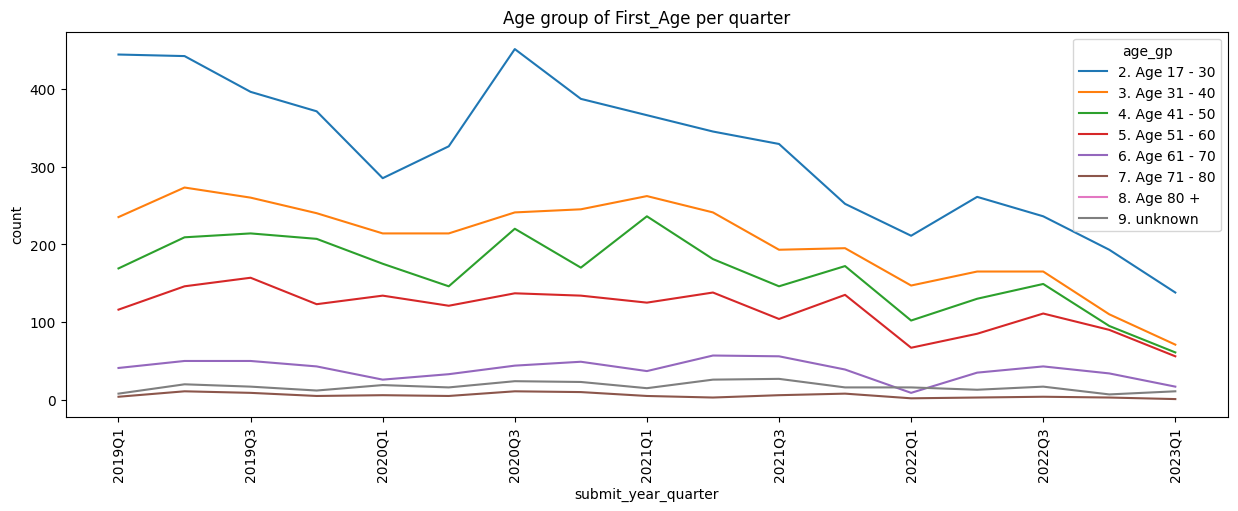 Age group of First_Age per quarter
age_gp
2. Age 17 - 30
3. Age 31 - 40
4. Age 41 - 50
5. Age 51 - 60
6. Age 61 - 70
7. Age 71 - 80
8. Age 80 +
9. unknown
count
400
300
200
100
0
2019Q1
2019Q3
2020Q1
2020Q3
2021Q1
2021Q3
2022Q1
2022Q3
2023Q1
submit_year_quarter